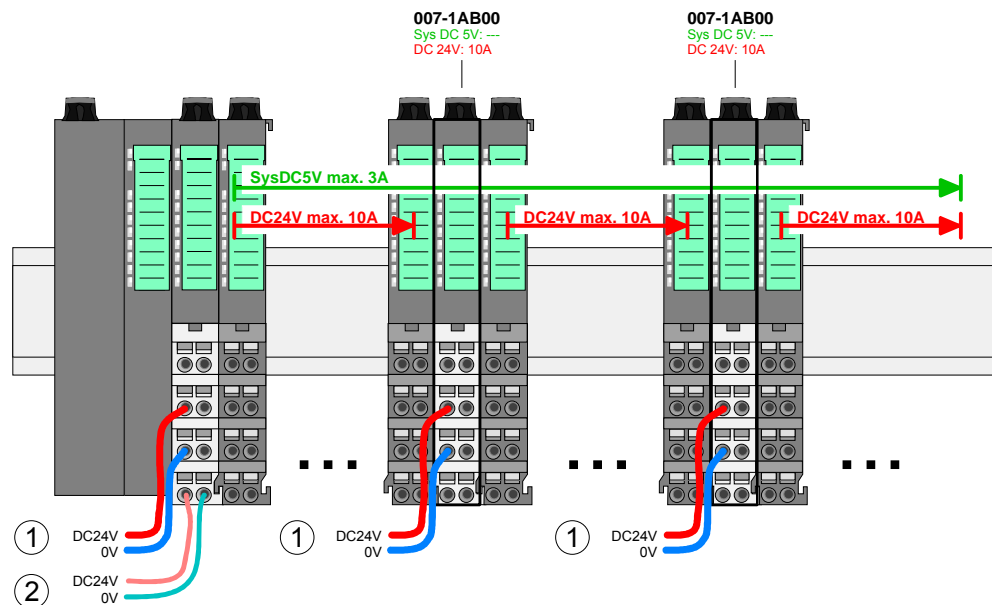 007-1AB00
Sys DC 5V: ---
DC 24V: 10A
007-1AB00
Sys DC 5V: ---
DC 24V: 10A
SysDC5V max. 3A
DC24V max. 10A
DC24V max. 10A
DC24V max. 10A
1
DC24V
0V
1
DC24V
0V
1
DC24V
0V
2
DC24V
0V